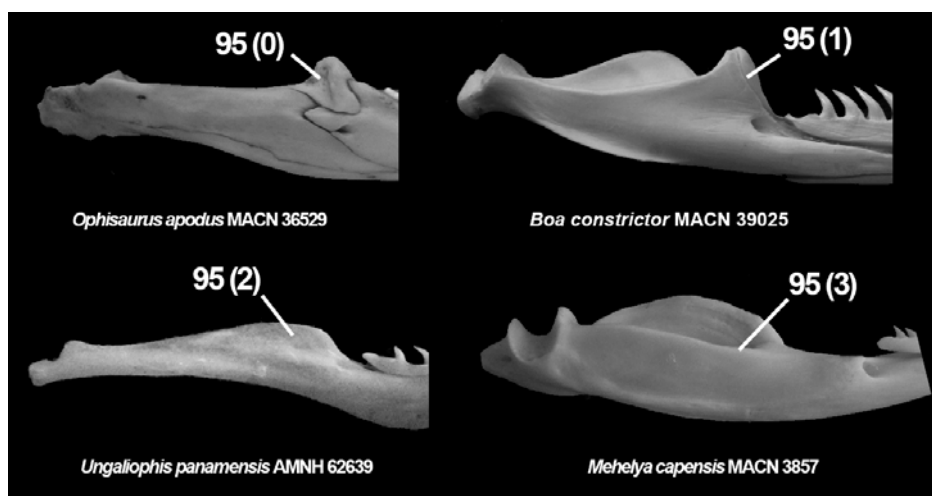 95 (0)
95 (1)
Ophisaurus apodus MACN 36529
Boa constrictor MACN 39025
95 (2)
95 (3)
Ungaliophis panamensis AMNH 62639
Mehelya capensis MACN 3857